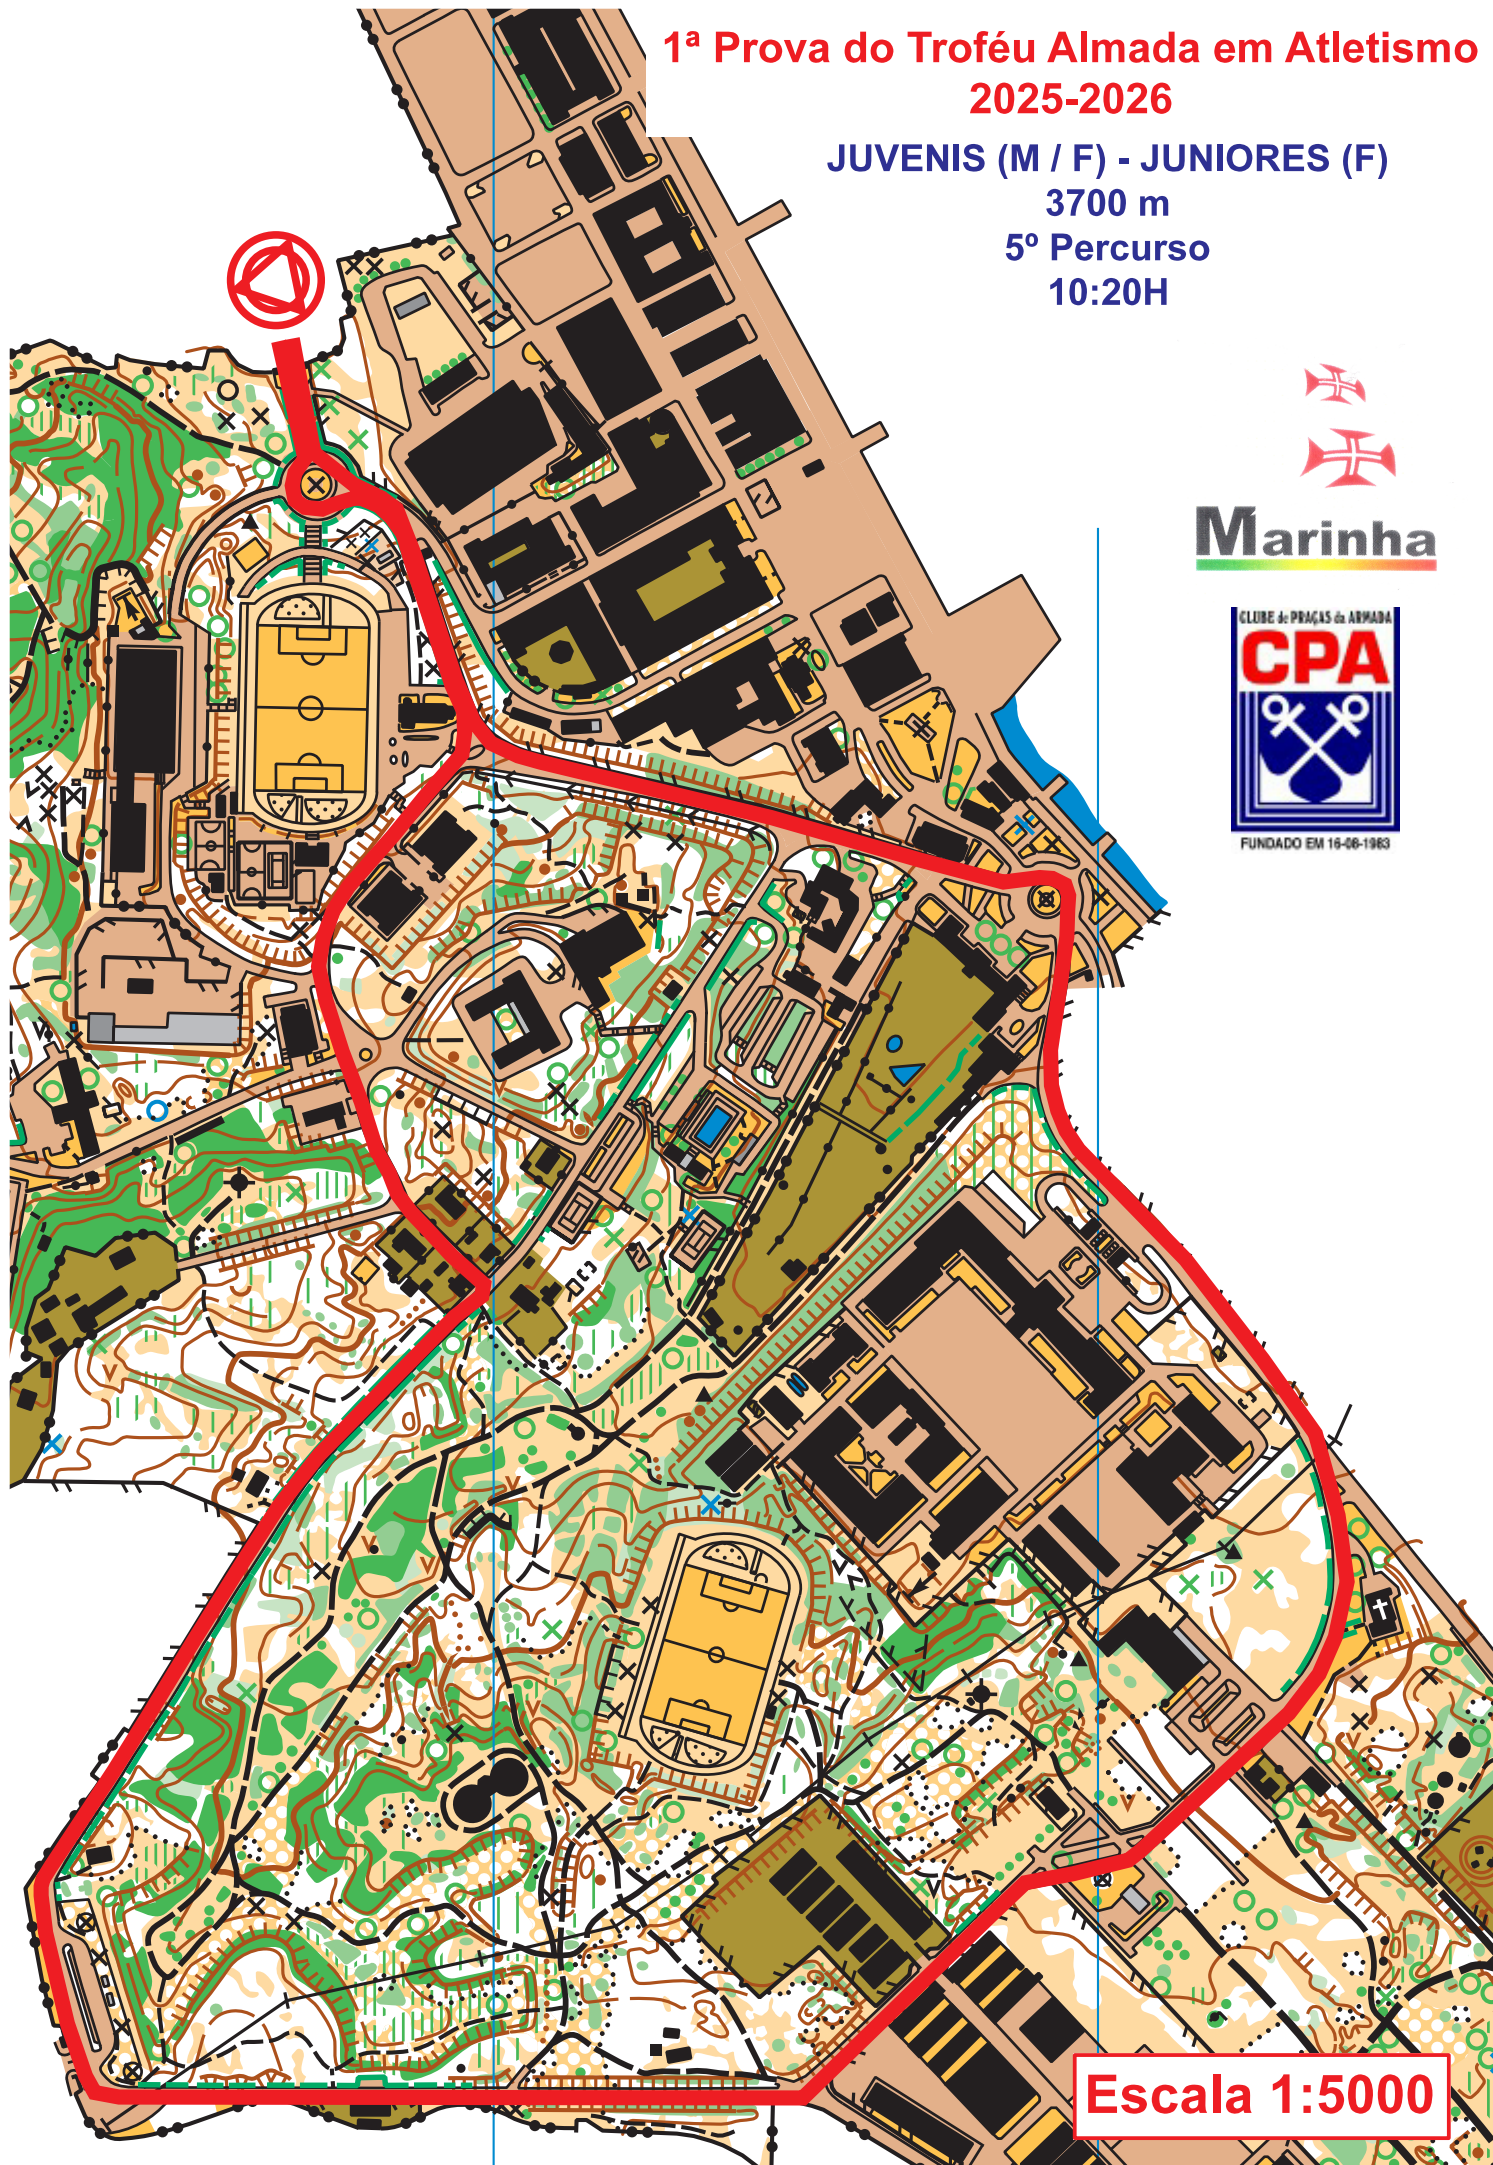 1ª Prova do Troféu Almada em Atletismo
2025-2026
JUVENIS (M / F) - JUNIORES (F)
3700 m
5º Percurso
10:20H
Marinha
CLUBE de PRAÇAS da ARMADA
CPA
FUNDADO EM 16-08-1983
Escala 1:5000